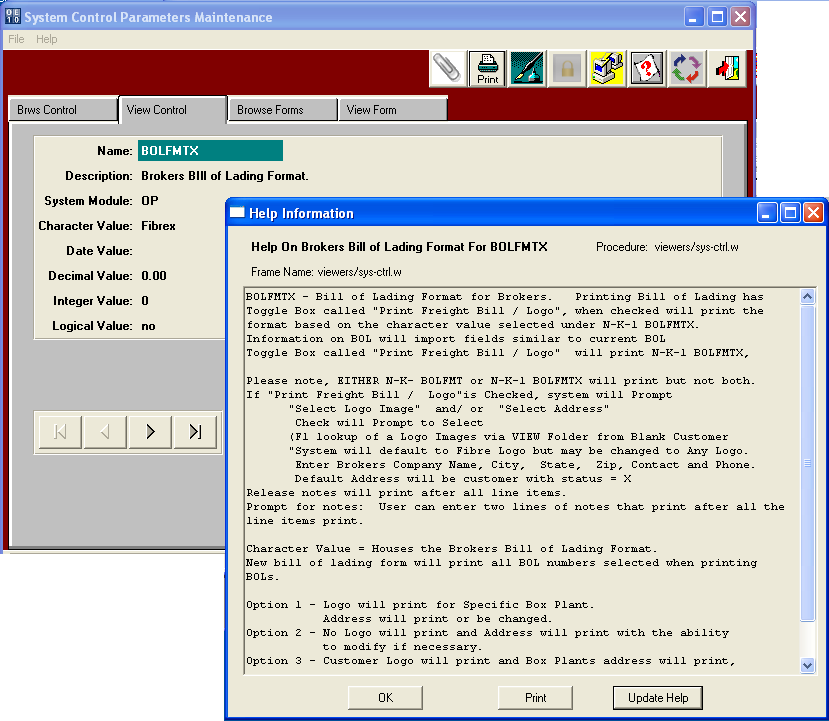 System Control Parameters Maintenance
File Help
Print
Brws Control
View Control
Browse Forms
View Form
Name: BOLFMTX
Description: Brokers BIll of Lading Format.
System Module: OP
Character Value: Fibrex
Date Value:
Decimal Value: 0.00
Integer Value: 0
Logical Value: no
Help Information
Help On Brokers Bill of Lading Format For BOLFMTX
Procedure: viewers/sys-ctrl.w
Frame Name: viewers/sys-ctrl.w
BOLFMTX - Bill of Lading Format for Brokers. Printing Bill of Lading has
Toggle Box called "Print Freight Bill / Logo", when checked will print the
format based on the character value selected under N-K-1 BOLFMTX.
Information on BOL will import fields similar to current BOL
Toggle Box called "Print Freight Bill / Logo" will print N-K-1 BOLFMTX,
Please note, EITHER N-K- BOLFMT or N-K-1 BOLFMTX will print but not both.
If "Print Freight Bill / Logo"is Checked, system will Prompt
"Select Logo Image" and/ or "Select Address"
Check will Prompt to Select
(F1 lookup of a Logo Images via VIEW Folder from Blank Customer
"System will default to Fibre Logo but may be changed to Any Logo.
Enter Brokers Company Name, City, State, Zip, Contact and Phone.
Default Address will be customer with status = X
Release notes will print after all line items.
Prompt for notes: User can enter two lines of notes that print after all the
line items print.
Character Value = Houses the Brokers Bill of Lading Format.
New bill of lading form will print all BOL numbers selected when printing
BOLs.
Option 1 - Logo will print for Specific Box Plant.
Address will print or be changed.
Option 2 - No Logo will print and Address will print with the ability
to modify if necessary.
Option 3 - Customer Logo will print and Box Plants address will print,
OK
Print
Update Help